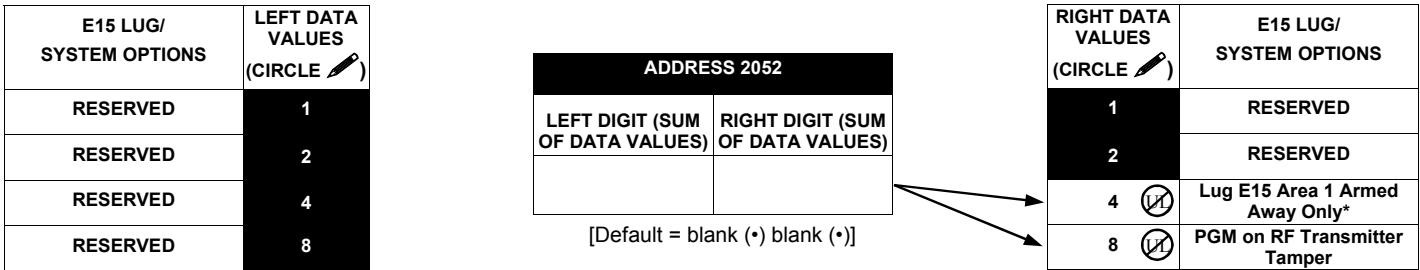 E15 LUG/
SYSTEM OPTIONS
LEFT DATA
VALUES
(CIRCLE )
RESERVED 1
RESERVED 2
RESERVED 4
RESERVED 8
ADDRESS 2052
LEFT DIGIT (SUM
OF DATA VALUES)
RIGHT DIGIT (SUM
OF DATA VALUES)
[Default = blank (•) blank (•)]
RIGHT DATA
VALUES
(CIRCLE )
E15 LUG/
SYSTEM OPTIONS
1 RESERVED
2 RESERVED
4 UL Lug E15 Area 1 Armed
Away Only*
8 UL PGM on RF Transmitter
Tamper